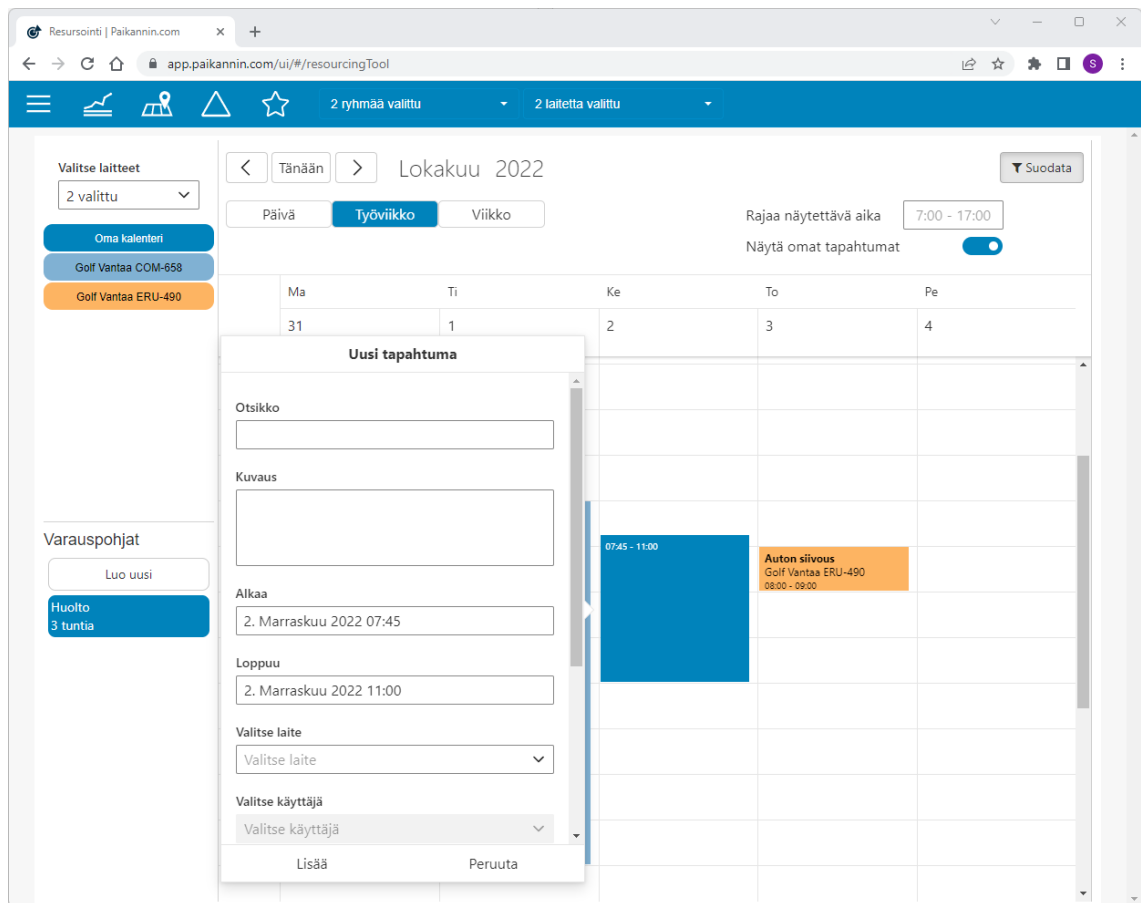 Resursointi | Paikannin.com
app.paikannin.com/ui/#/resourcingTool
S
2 ryhmää valittu
2 laitetta valittu
Valitse laitteet
2 valittu
Oma kalenteri
Golf Vantaa COM-658
Golf Vantaa ERU-490
Tänään
Lokakuu 2022
Suodata
Päivä
Työviikko
Viikko
Rajaa näytettävä aika
7:00 - 17:00
Näytä omat tapahtumat
Ma
Ti
Ke
To
Pe
31
1
2
3
4
Uusi tapahtuma
Otsikko
Kuvaus
Alkaa
2. Marraskuu 2022 07:45
Loppuu
2. Marraskuu 2022 11:00
Valitse laite
Valitse laite
Valitse käyttäjä
Valitse käyttäjä
Lisää
Peruuta
07:45 - 11:00
Auton siivous
Golf Vantaa ERU-490
08:00 - 09:00
Varauspohjat
Luo uusi
Huolto
3 tuntia